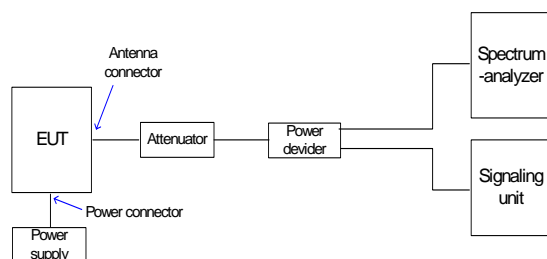 Antenna
connector
Spectrum
-analyzer
EUT
Attenuator
Power
devider
Signaling
unit
Power connector
Power
supply